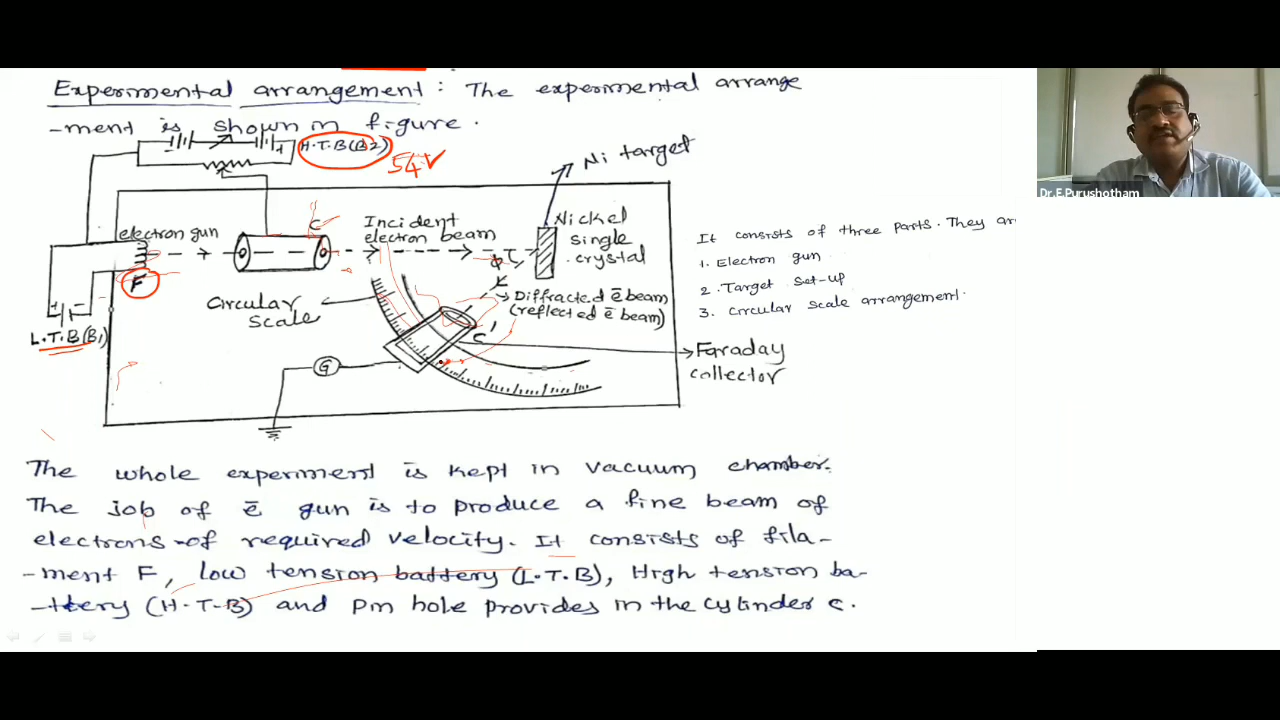 Experimental arrangement : The experimental arrange
-ment is shown in figure.
H.T.B(B2)
54V
Ni target
electron gun
C
Incident
electron beam
Nickel
single
crystal
ϕ
F
Circular
scale
Diffracted ē beam
(reflected ē beam)
C'
L.T.B(B1)
G
Faraday
collector
It consists of three parts. They ar
1. Electron gun
2. Target set-up
3. Circular scale arrangement.
Dr.E.Purushotham
The whole experiment is kept in vacuum chamber.
The job of ē gun is to produce a fine beam of
electrons of required velocity. It consists of fila-
-ment F, low tension battery (L.T.B), High tension ba-
-ttery (H.T.B) and pin hole provides in the cylinder C.